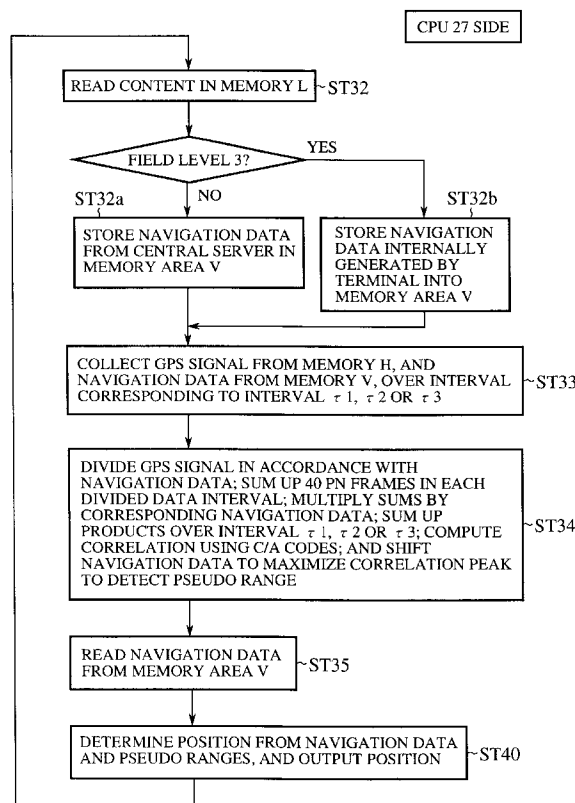 CPU 27 SIDE
READ CONTENT IN MEMORY L
ST32
FIELD LEVEL 3?
YES
NO
ST32a
STORE NAVIGATION DATA
FROM CENTRAL SERVER IN
MEMORY AREA V
ST32b
STORE NAVIGATION
DATA INTERNALLY
GENERATED BY
TERMINAL INTO
MEMORY AREA V
COLLECT GPS SIGNAL FROM MEMORY H, AND
NAVIGATION DATA FROM MEMORY V, OVER INTERVAL
CORRESPONDING TO INTERVAL τ 1, τ 2 OR τ 3
ST33
DIVIDE GPS SIGNAL IN ACCORDANCE WITH
NAVIGATION DATA; SUM UP 40 PN FRAMES IN EACH
DIVIDED DATA INTERVAL; MULTIPLY SUMS BY
CORRESPONDING NAVIGATION DATA; SUM UP
PRODUCTS OVER INTERVAL τ 1, τ 2 OR τ 3; COMPUTE
CORRELATION USING C/A CODES; AND SHIFT
NAVIGATION DATA TO MAXIMIZE CORRELATION PEAK
TO DETECT PSEUDO RANGE
ST34
READ NAVIGATION DATA
FROM MEMORY AREA V
ST35
DETERMINE POSITION FROM NAVIGATION DATA
AND PSEUDO RANGES, AND OUTPUT POSITION
ST40